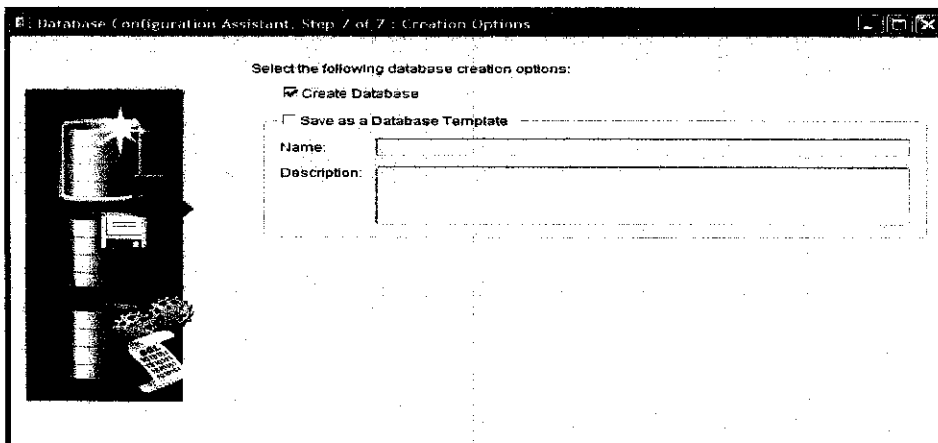 Database Configuration Assistant, Step 7 of 7 : Creation Options
Select the following database creation options:
Create Database
Save as a Database Template
Name:
Description: